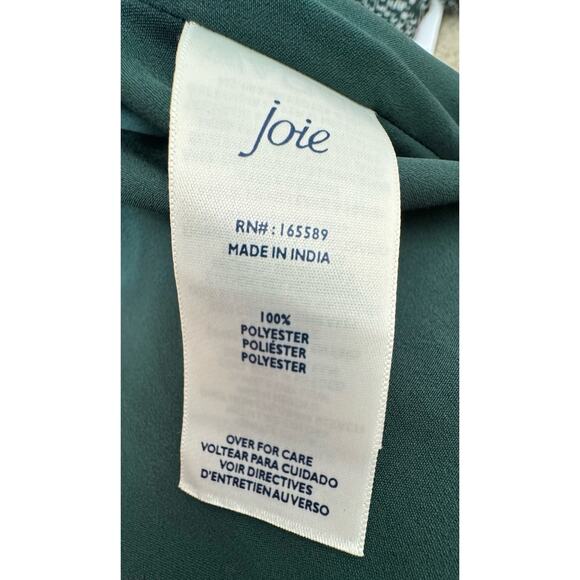 joie
RN# : 165589
MADE IN INDIA
100%
POLYESTER
POLIÉSTER
POLYESTER
OVER FOR CARE
VOLTEAR PARA CUIDADO
VOIR DIRECTIVES
D'ENTRETIEN AU VERSO